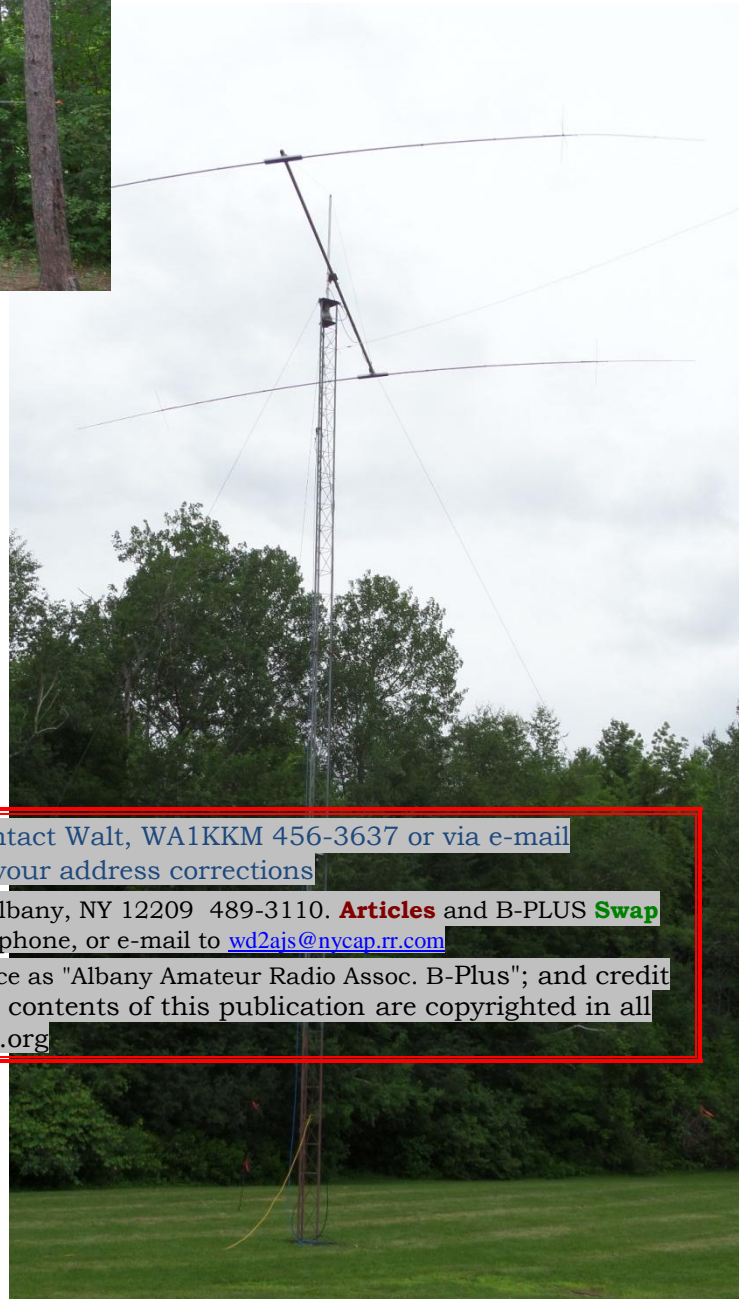 ntact Walt, WA1KKM 456-3637 or via e-mail
your address corrections
lbany, NY 12209  489-3110. Articles and B-PLUS Swap
phone, or e-mail to wd2ajs@nycap.rr.com
ce as "Albany Amateur Radio Assoc. B-Plus"; and credit
contents of this publication are copyrighted in all
.org